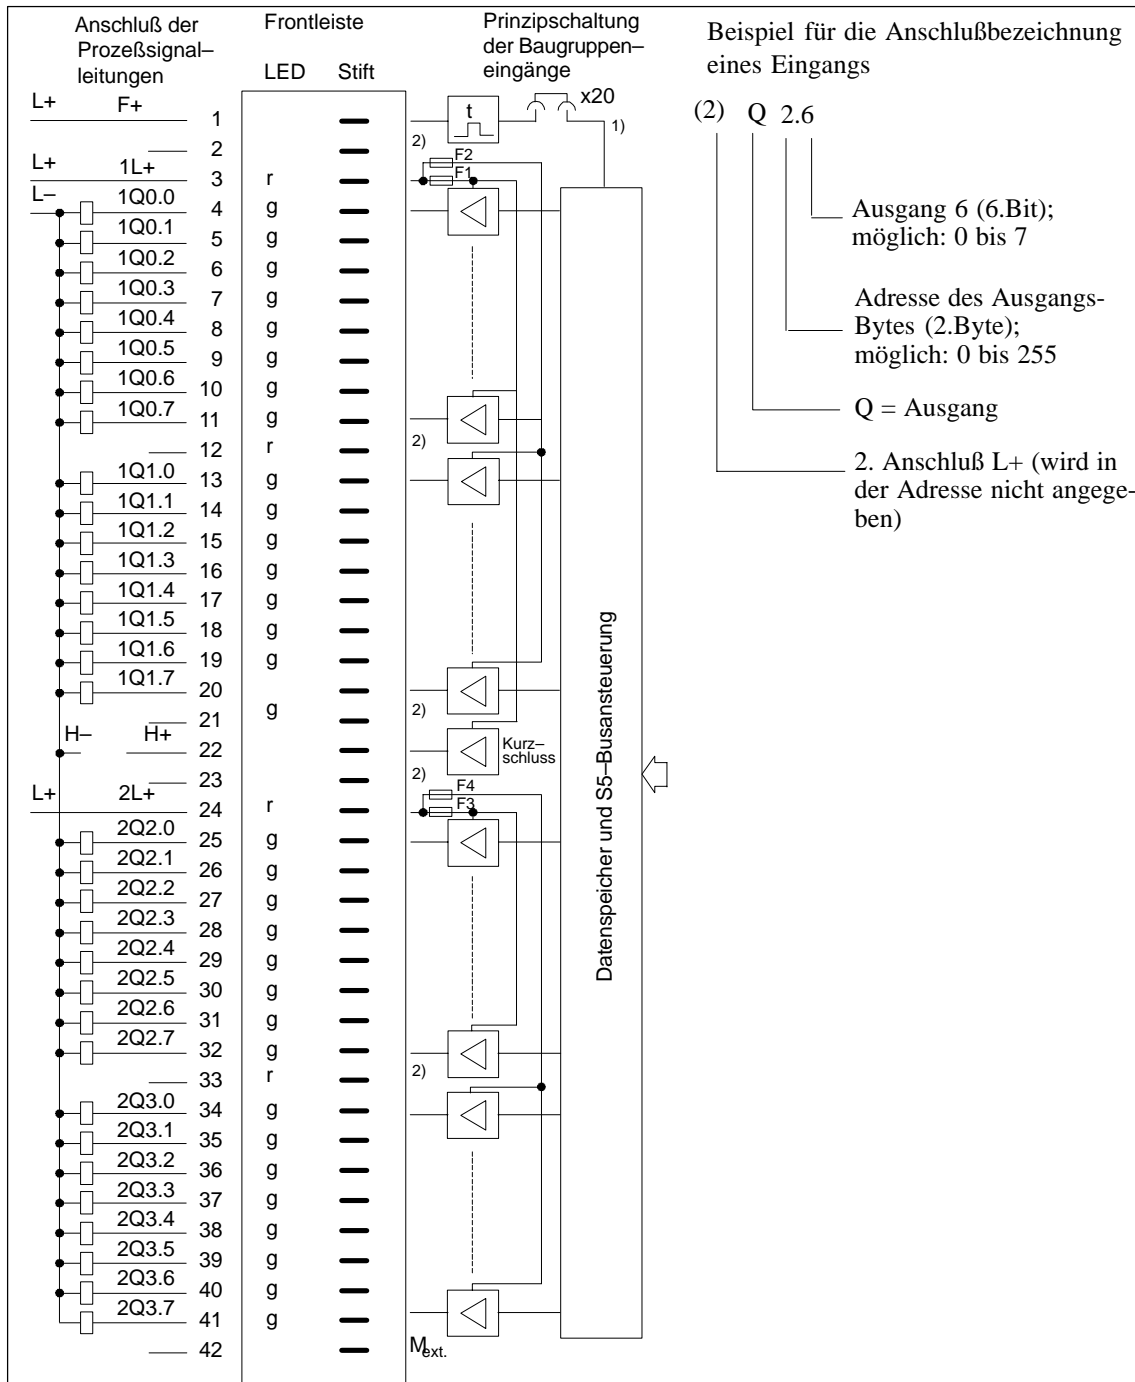 Anschluß der
Prozeßsignal–
leitungen
Frontleiste
LED Stift
Prinzipschaltung
der Baugruppen–
eingänge
Beispiel für die Anschlußbezeichnung
eines Eingangs
(2) Q 2.6
Ausgang 6 (6.Bit);
möglich: 0 bis 7
Adresse des Ausgangs-
Bytes (2.Byte);
möglich: 0 bis 255
Q = Ausgang
2. Anschluß L+ (wird in
der Adresse nicht angege-
ben)
L+ F+ 1 t x20 1)
2 2) F2
L+ 1L+ 3 r F1
L– 1Q0.0 4 g
1Q0.1 5 g
1Q0.2 6 g
1Q0.3 7 g
1Q0.4 8 g
1Q0.5 9 g
1Q0.6 10 g
1Q0.7 11 g
12 r 2)
1Q1.0 13 g
1Q1.1 14 g
1Q1.2 15 g
1Q1.3 16 g
1Q1.4 17 g
1Q1.5 18 g
1Q1.6 19 g
1Q1.7 20
21 g 2)
H– H+ 22 Kurz–
schluss
23 2) F4
L+ 2L+ 24 r F3
2Q2.0 25 g
2Q2.1 26 g
2Q2.2 27 g
2Q2.3 28 g
2Q2.4 29 g
2Q2.5 30 g
2Q2.6 31 g
2Q2.7 32 g
33 r 2)
2Q3.0 34 g
2Q3.1 35 g
2Q3.2 36 g
2Q3.3 37 g
2Q3.4 38 g
2Q3.5 39 g
2Q3.6 40 g
2Q3.7 41 g
42 Mext.
Datenspeicher und S5–Busansteuerung